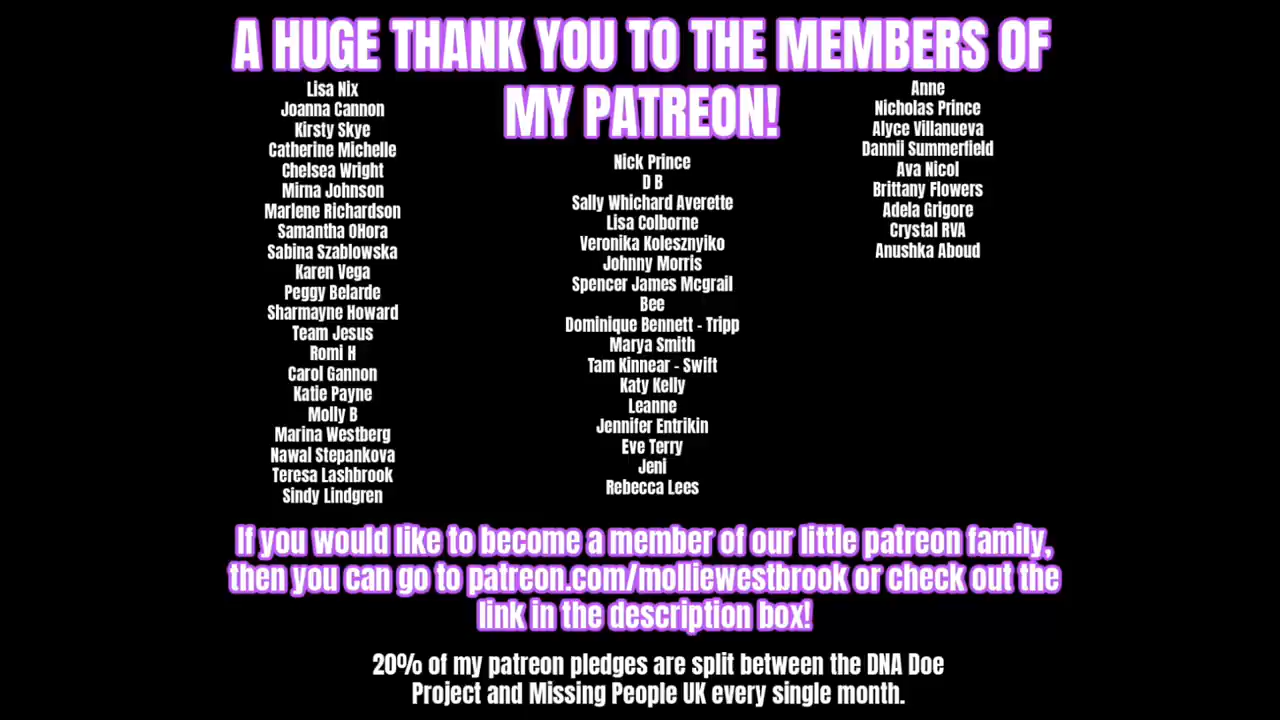 A HUGE THANK YOU TO THE MEMBERS OF
MY PATREON!
Lisa Nix
Joanna Cannon
Kirsty Skye
Catherine Michelle
Chelsea Wright
Mirna Johnson
Marlene Richardson
Samantha OHora
Sabina Szablowska
Karen Vega
Peggy Belarde
Sharmayne Howard
Team Jesus
Romi H
Carol Gannon
Katie Payne
Molly B
Marina Westberg
Nawal Stepankova
Teresa Lashbrook
Sindy Lindgren
Nick Prince
D B
Sally Whichard Averette
Lisa Colborne
Veronika Kolesznyiko
Johnny Morris
Spencer James Mcgrail
Bee
Dominique Bennett - Tripp
Marya Smith
Tam Kinnear - Swift
Katy Kelly
Leanne
Jennifer Entrikin
Eve Terry
Jeni
Rebecca Lees
Anne
Nicholas Prince
Alyce Villanueva
Dannii Summerfield
Ava Nicol
Brittany Flowers
Adela Grigore
Crystal RVA
Anushka Aboud
If you would like to become a member of our little patreon family,
then you can go to patreon.com/molliewestbrook or check out the
link in the description box!
20% of my patreon pledges are split between the DNA Doe
Project and Missing People UK every single month.